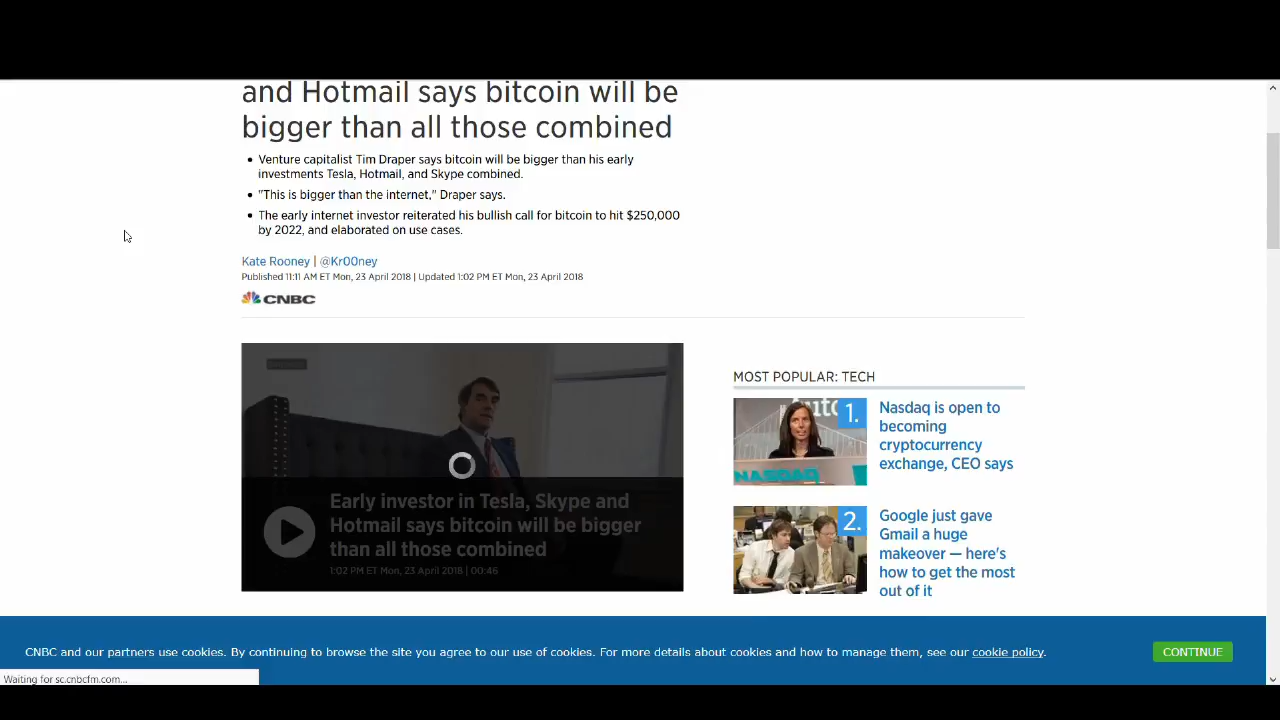 and Hotmail says bitcoin will be
bigger than all those combined
Venture capitalist Tim Draper says bitcoin will be bigger than his early
investments Tesla, Hotmail, and Skype combined.
"This is bigger than the internet," Draper says.
The early internet investor reiterated his bullish call for bitcoin to hit $250,000
by 2022, and elaborated on use cases.
Kate Rooney | @Kr00ney
Published 11:11 AM ET Mon, 23 April 2018 | Updated 1:02 PM ET Mon, 23 April 2018
CNBC
Early investor in Tesla, Skype and
Hotmail says bitcoin will be bigger
than all those combined
1:02 PM ET Mon, 23 April 2018 | 00:46
MOST POPULAR: TECH
1.
NASDAQ
Nasdaq is open to
becoming
cryptocurrency
exchange, CEO says
2.
Google just gave
Gmail a huge
makeover — here's
how to get the most
out of it
CNBC and our partners use cookies. By continuing to browse the site you agree to our use of cookies. For more details about cookies and how to manage them, see our cookie policy.
CONTINUE
Waiting for sc.cnbcfm.com...